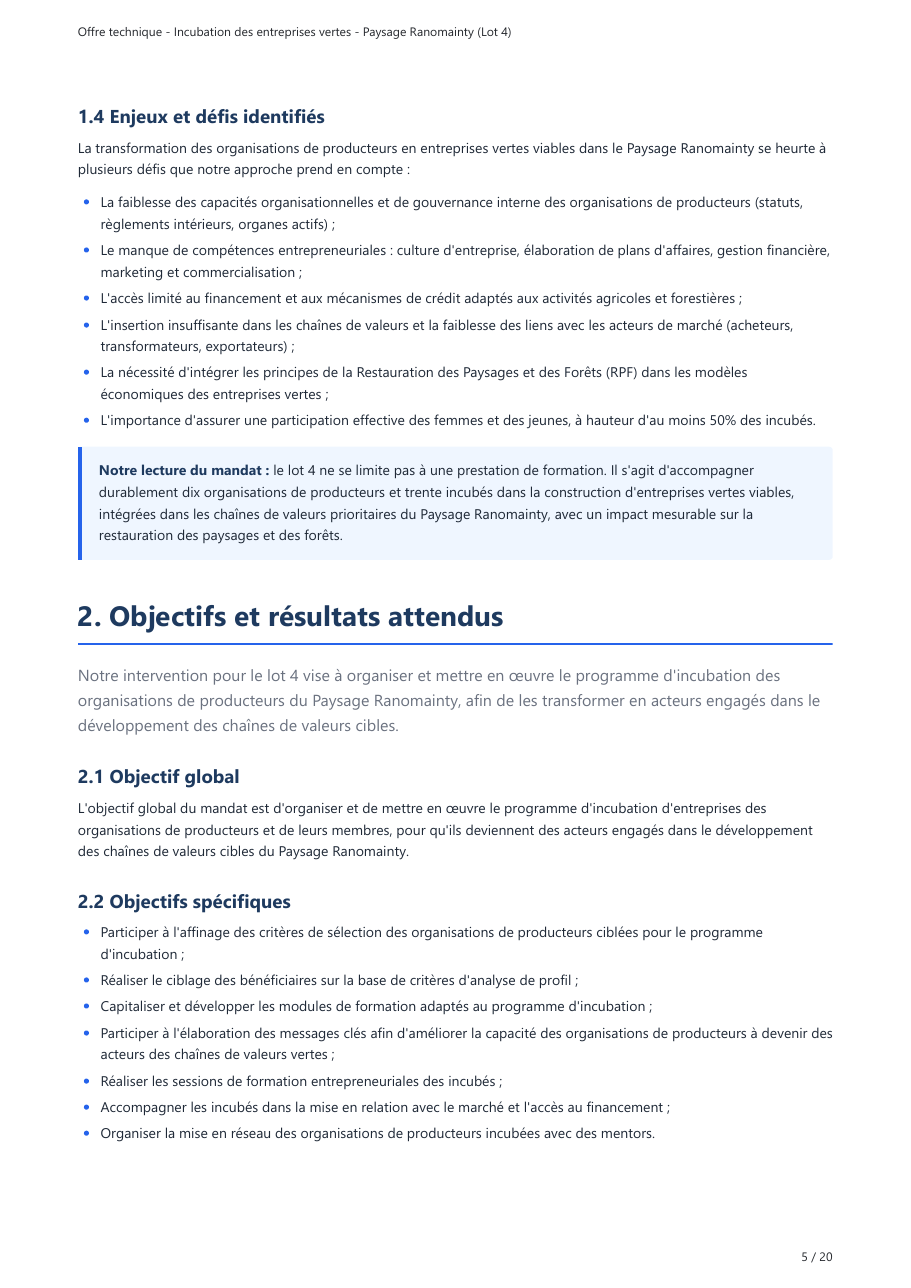 Offre technique - Incubation des entreprises vertes - Paysage Ranomainty (Lot 4)
1.4 Enjeux et défis identifiés
La transformation des organisations de producteurs en entreprises vertes viables dans le Paysage Ranomainty se heurte à
plusieurs défis que notre approche prend en compte :
• La faiblesse des capacités organisationnelles et de gouvernance interne des organisations de producteurs (statuts,
règlements intérieurs, organes actifs) ;
• Le manque de compétences entrepreneuriales : culture d'entreprise, élaboration de plans d'affaires, gestion financière,
marketing et commercialisation ;
• L'accès limité au financement et aux mécanismes de crédit adaptés aux activités agricoles et forestières ;
• L'insertion insuffisante dans les chaînes de valeurs et la faiblesse des liens avec les acteurs de marché (acheteurs,
transformateurs, exportateurs) ;
• La nécessité d'intégrer les principes de la Restauration des Paysages et des Forêts (RPF) dans les modèles
économiques des entreprises vertes ;
• L'importance d'assurer une participation effective des femmes et des jeunes, à hauteur d'au moins 50% des incubés.
Notre lecture du mandat : le lot 4 ne se limite pas à une prestation de formation. Il s'agit d'accompagner
durablement dix organisations de producteurs et trente incubés dans la construction d'entreprises vertes viables,
intégrées dans les chaînes de valeurs prioritaires du Paysage Ranomainty, avec un impact mesurable sur la
restauration des paysages et des forêts.
2. Objectifs et résultats attendus
Notre intervention pour le lot 4 vise à organiser et mettre en œuvre le programme d'incubation des
organisations de producteurs du Paysage Ranomainty, afin de les transformer en acteurs engagés dans le
développement des chaînes de valeurs cibles.
2.1 Objectif global
L'objectif global du mandat est d'organiser et de mettre en œuvre le programme d'incubation d'entreprises des
organisations de producteurs et de leurs membres, pour qu'ils deviennent des acteurs engagés dans le développement
des chaînes de valeurs cibles du Paysage Ranomainty.
2.2 Objectifs spécifiques
• Participer à l'affinage des critères de sélection des organisations de producteurs ciblées pour le programme
d'incubation ;
• Réaliser le ciblage des bénéficiaires sur la base de critères d'analyse de profil ;
• Capitaliser et développer les modules de formation adaptés au programme d'incubation ;
• Participer à l'élaboration des messages clés afin d'améliorer la capacité des organisations de producteurs à devenir des
acteurs des chaînes de valeurs vertes ;
• Réaliser les sessions de formation entrepreneuriales des incubés ;
• Accompagner les incubés dans la mise en relation avec le marché et l'accès au financement ;
• Organiser la mise en réseau des organisations de producteurs incubées avec des mentors.
5 / 20